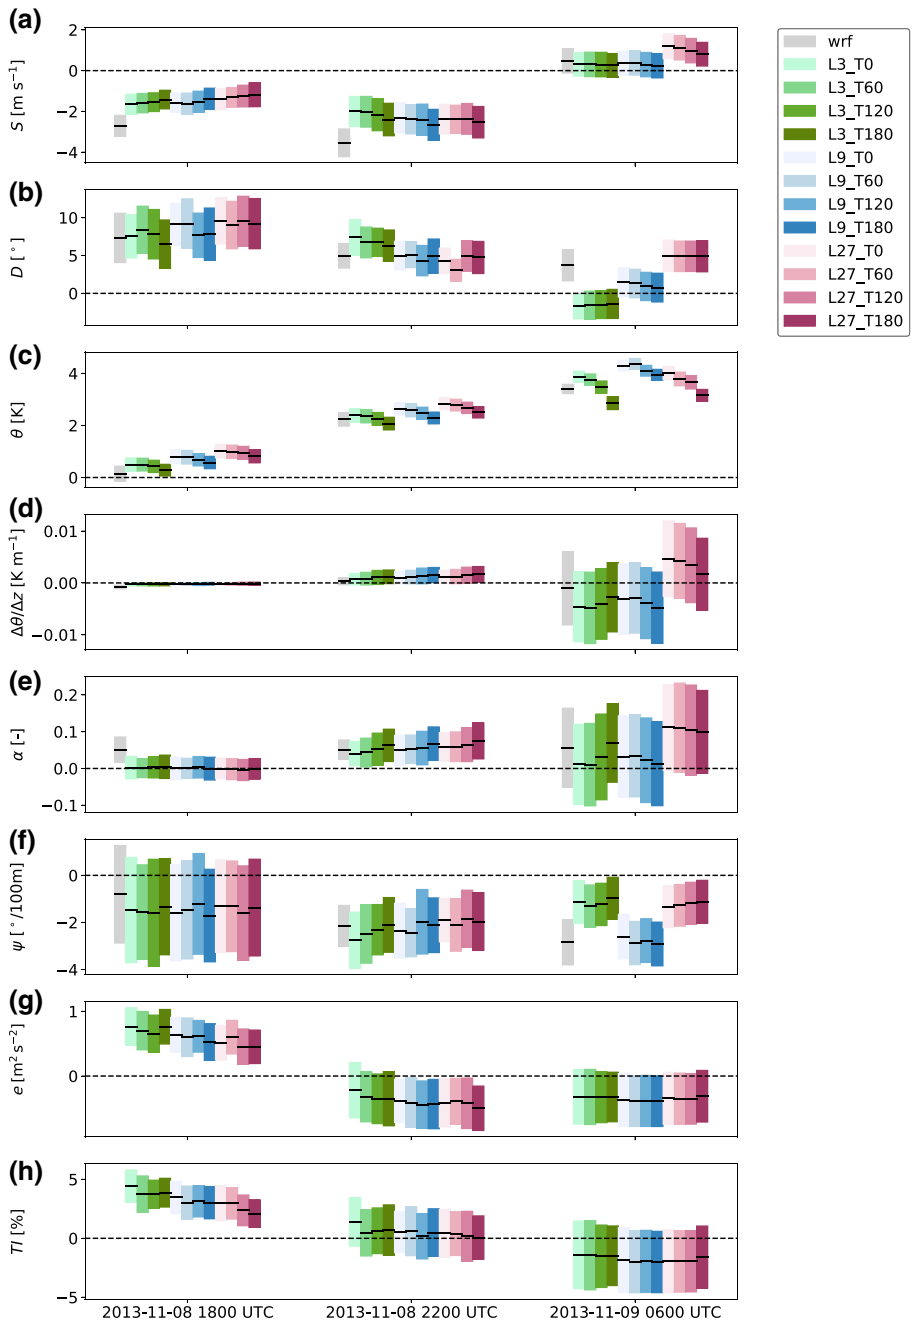 (a)
S [m s⁻¹]
2
0
−2
−4
wrf
L3_T0
L3_T60
L3_T120
L3_T180
L9_T0
L9_T60
L9_T120
L9_T180
L27_T0
L27_T60
L27_T120
L27_T180
(b)
D [°]
10
5
0
(c)
θ [K]
4
2
0
(d)
Δθ/Δz [K m⁻¹]
0.01
0.00
−0.01
(e)
α [-]
0.2
0.1
0.0
−0.1
(f)
ψ [°/100m]
0
−2
−4
(g)
e [m² s⁻²]
1
0
(h)
TI [%]
5
0
−5
2013-11-08 1800 UTC
2013-11-08 2200 UTC
2013-11-09 0600 UTC